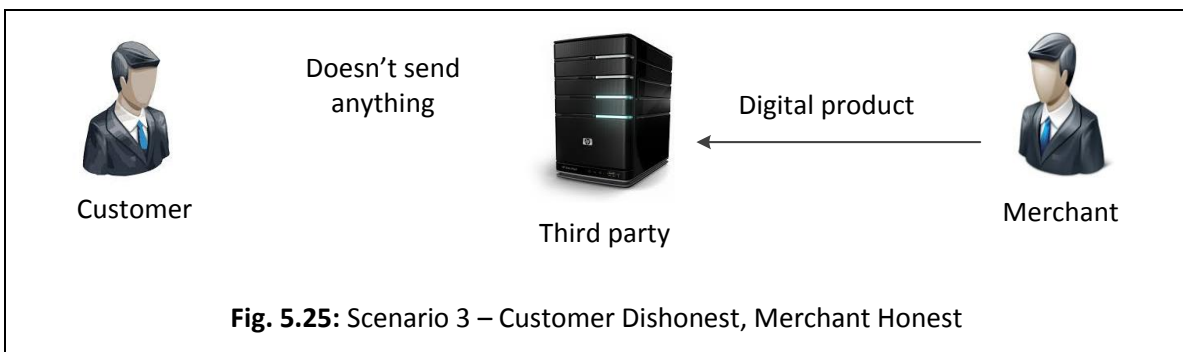 Doesn't send
anything
Digital product
Customer
Third party
Merchant
Fig. 5.25: Scenario 3 – Customer Dishonest, Merchant Honest